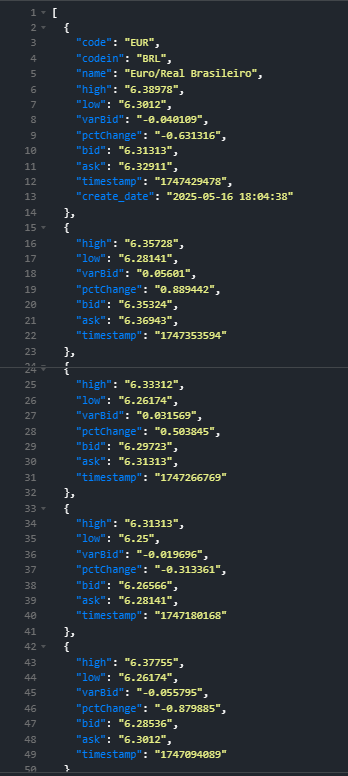 1 [
2 {
3 "code": "EUR",
4 "codein": "BRL",
5 "name": "Euro/Real Brasileiro",
6 "high": "6.38978",
7 "low": "6.3012",
8 "varBid": "-0.040109",
9 "pctChange": "-0.631316",
10 "bid": "6.31313",
11 "ask": "6.32911",
12 "timestamp": "1747429478",
13 "create_date": "2025-05-16 18:04:38"
14 },
15 {
16 "high": "6.35728",
17 "low": "6.28141",
18 "varBid": "0.05601",
19 "pctChange": "0.889442",
20 "bid": "6.35324",
21 "ask": "6.36943",
22 "timestamp": "1747353594"
23 },
24 {
25 "high": "6.33312",
26 "low": "6.26174",
27 "varBid": "0.031569",
28 "pctChange": "0.503845",
29 "bid": "6.29723",
30 "ask": "6.31313",
31 "timestamp": "1747266769"
32 },
33 {
34 "high": "6.31313",
35 "low": "6.25",
36 "varBid": "-0.019696",
37 "pctChange": "-0.313361",
38 "bid": "6.26566",
39 "ask": "6.28141",
40 "timestamp": "1747180168"
41 },
42 {
43 "high": "6.37755",
44 "low": "6.26174",
45 "varBid": "-0.055795",
46 "pctChange": "-0.879885",
47 "bid": "6.28536",
48 "ask": "6.3012",
49 "timestamp": "1747094089"
50 }